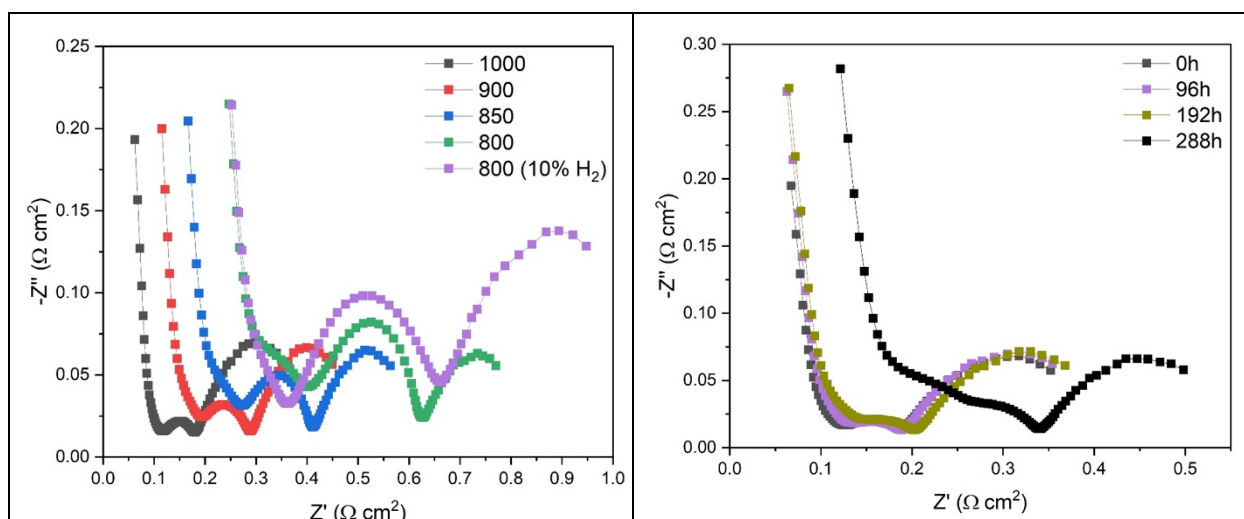 0.25
0.20
0.15
0.10
0.05
0.00
-Z" (Ω cm²)
1000
900
850
800
800 (10% H₂)
0.0 0.1 0.2 0.3 0.4 0.5 0.6 0.7 0.8 0.9 1.0
Z' (Ω cm²)
0.30
0.25
0.20
0.15
0.10
0.05
0.00
-Z" (Ω cm²)
0h
96h
192h
288h
0.0 0.1 0.2 0.3 0.4 0.5
Z' (Ω cm²)